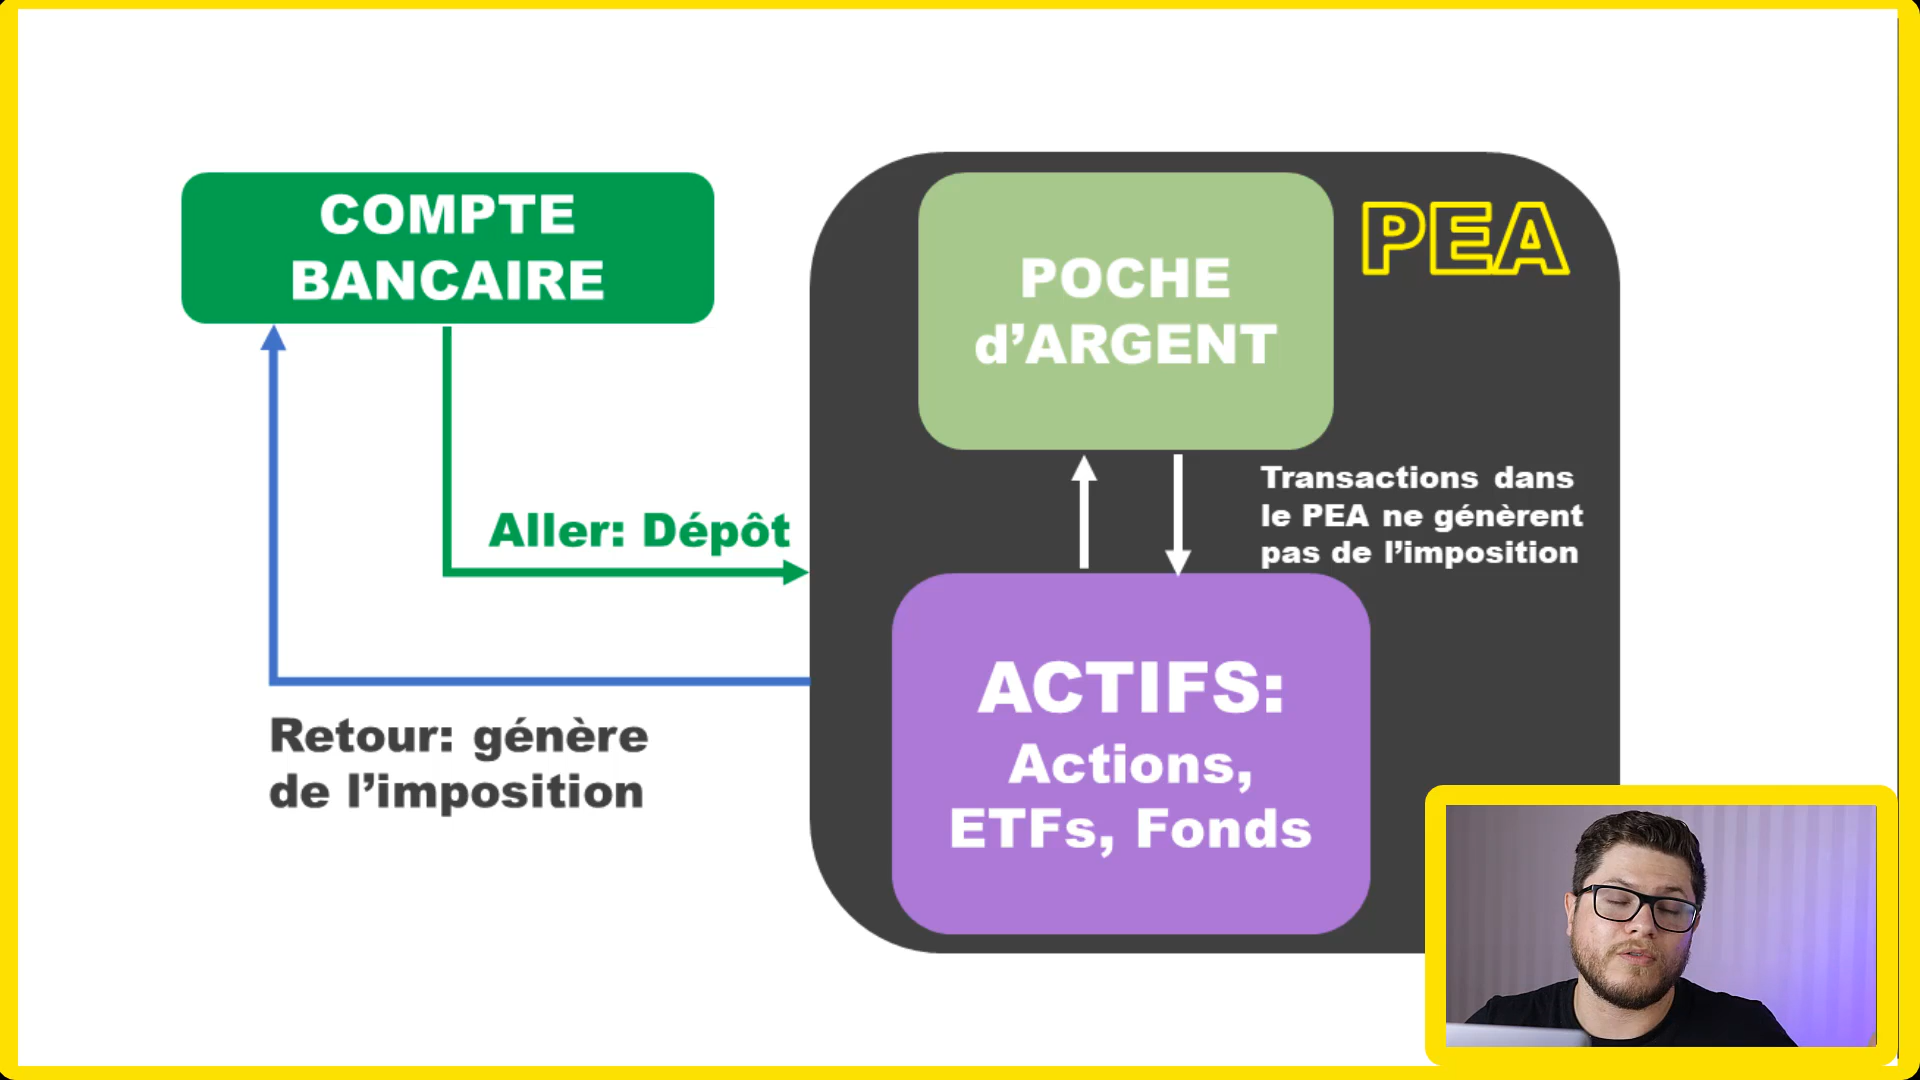 COMPTE
BANCAIRE
Aller: Dépôt
Retour: génère
de l’imposition
PEA
POCHE
d’ARGENT
Transactions dans
le PEA ne génèrent
pas de l’imposition
ACTIFS:
Actions,
ETFs, Fonds